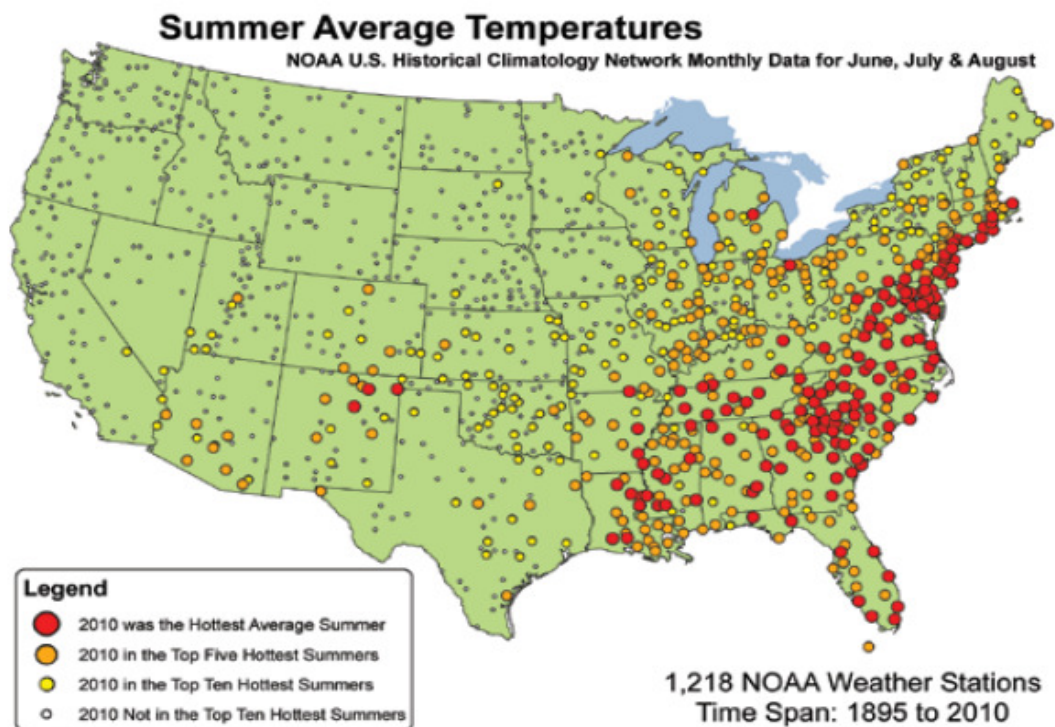 Summer Average Temperatures
NOAA U.S. Historical Climatology Network Monthly Data for June, July & August
Legend
2010 was the Hottest Average Summer
2010 in the Top Five Hottest Summers
2010 in the Top Ten Hottest Summers
2010 Not in the Top Ten Hottest Summers
1,218 NOAA Weather Stations
Time Span: 1895 to 2010